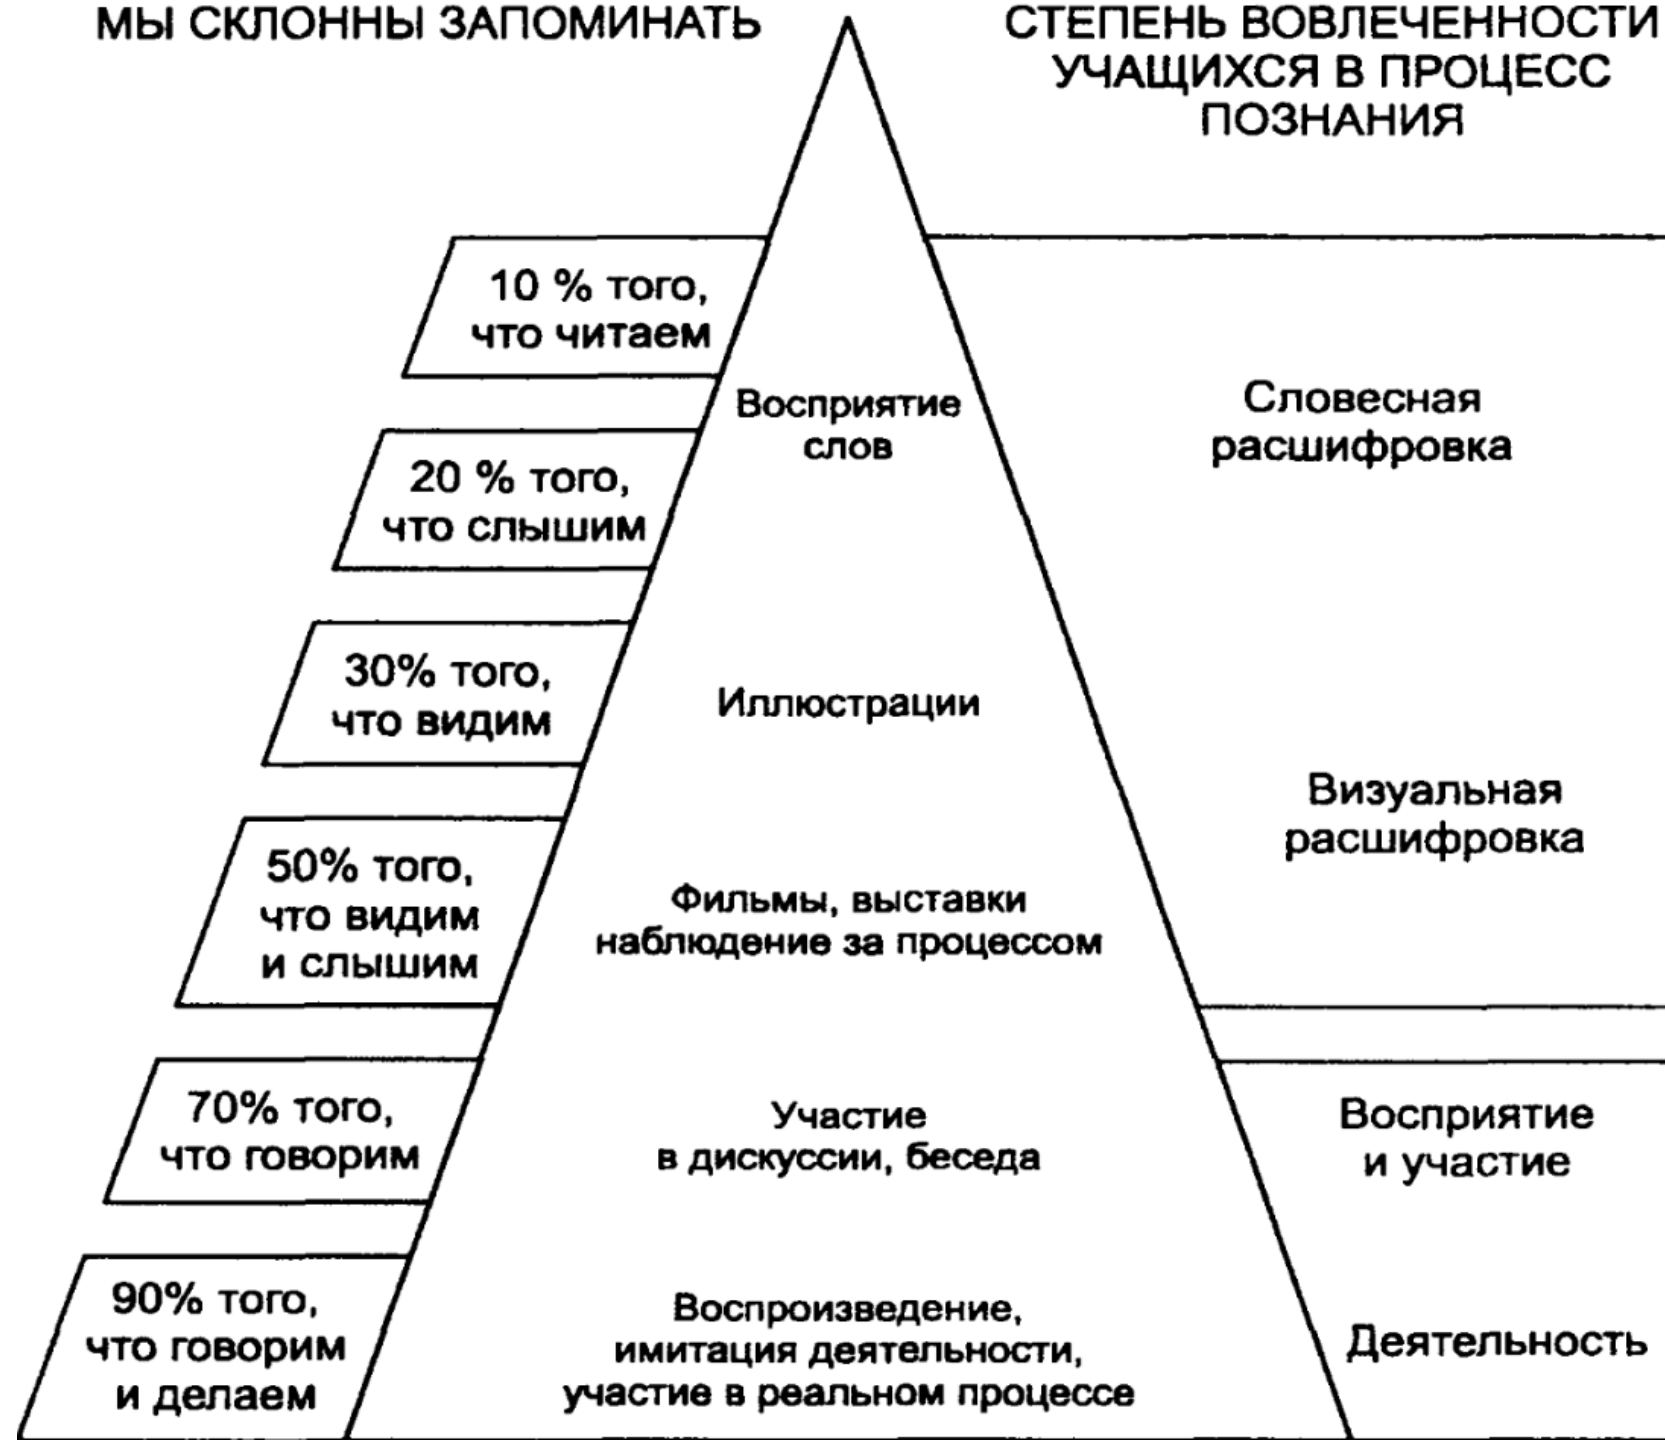 МЫ СКЛОННЫ ЗАПОМИНАТЬ
СТЕПЕНЬ ВОВЛЕЧЕННОСТИ
УЧАЩИХСЯ В ПРОЦЕСС
ПОЗНАНИЯ
10 % того,
что читаем
Восприятие
слов
Словесная
расшифровка
20 % того,
что слышим
30% того,
что видим
Иллюстрации
Визуальная
расшифровка
50% того,
что видим
и слышим
Фильмы, выставки
наблюдение за процессом
70% того,
что говорим
Участие
в дискуссии, беседа
Восприятие
и участие
90% того,
что говорим
и делаем
Воспроизведение,
имитация деятельности,
участие в реальном процессе
Деятельность